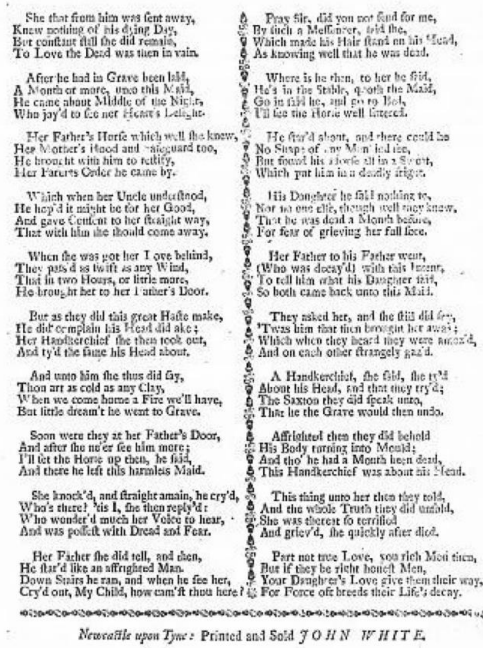 She that from him was sent away,
Knew nothing of his dying Day,
But constant still she did remain,
To Love the Dead was then in vain.
After he had in Grave been laid,
A Month or more, unto this Maid,
He came about Middle of the Night,
Who joy'd to see her Heart's Delight.
Her Father's Horse which well she knew,
Her Mother's Hood and Safeguard too,
He brought with him to testify,
Her Parents Order he came by.
Which when her Uncle understood,
He hop'd it might be for her Good,
And gave Consent to her straight way,
That with him she should come away.
When she was got her Love behind,
They pass'd as swift as any Wind,
That in two Hours, or little more,
He brought her to her Father's Door.
But as they did this great Haste make,
He did complain his Head did ake;
Her Handkerchief she then took out,
And ty'd the same his Head about.
And unto him she thus did say,
Thou art as cold as any Clay,
When we come home a Fire we'll have,
But little dream't he went to Grave.
Soon were they at her Father's Door,
And after she ne'er see him more;
I'll set the Horse up then, he said,
And there he left this harmless Maid.
She knock'd, and straight amain, he cry'd,
Who's there? 'tis I, she then reply'd:
Who wonder'd much her Voice to hear,
And was possest with Dread and Fear.
Her Father she did tell, and then,
He star'd like an affrighted Man.
Down Stairs he ran, and when he see her,
Cry'd out, My Child, how cam'st thou here?
Pray Sir, did you not send for me,
By such a Messenger, said she,
Which made his Hair stand on his Head,
As knowing well that he was dead.
Where is he then, to her he said,
He's in the Stable, quoth the Maid,
Go in said he, and go to Bed,
I'll see the Horse well littered.
He star'd about, and there could he
No Shape of any Man see,
But found his Horse all in a Sweat,
Which put him in a deadly fright.
His Daughter he said nothing to,
Nor no one else, though well they knew,
That he was dead a Month before,
For fear of grieving her full sore.
Her Father to his Father went,
(Who was decay'd) with this Intent,
To tell him what his Daughter said,
So both came back unto this Maid.
They asked her, and she still did say,
'Twas him that then brought her away;
Which when they heard they were amaz'd,
And on each other strangely gaz'd.
A Handkerchief, she said, she ty'd
About his Head, and that they try'd;
The Saxton they did speak unto,
That he the Grave would then undo.
Affrighted then they did behold
His Body turning into Mould;
And tho' he had a Month been dead,
This Handkerchief was about his Head.
This thing unto her then they told,
And the whole Truth they did unfold,
She was thereat so terrified
And griev'd, she quickly after died.
Part not true Love, you rich Men then,
But if they be right honest Men,
Your Daughter's Love give them their way,
For Force oft breeds their Life's decay.
Newcastle upon Tyne: Printed and Sold JOHN WHITE.